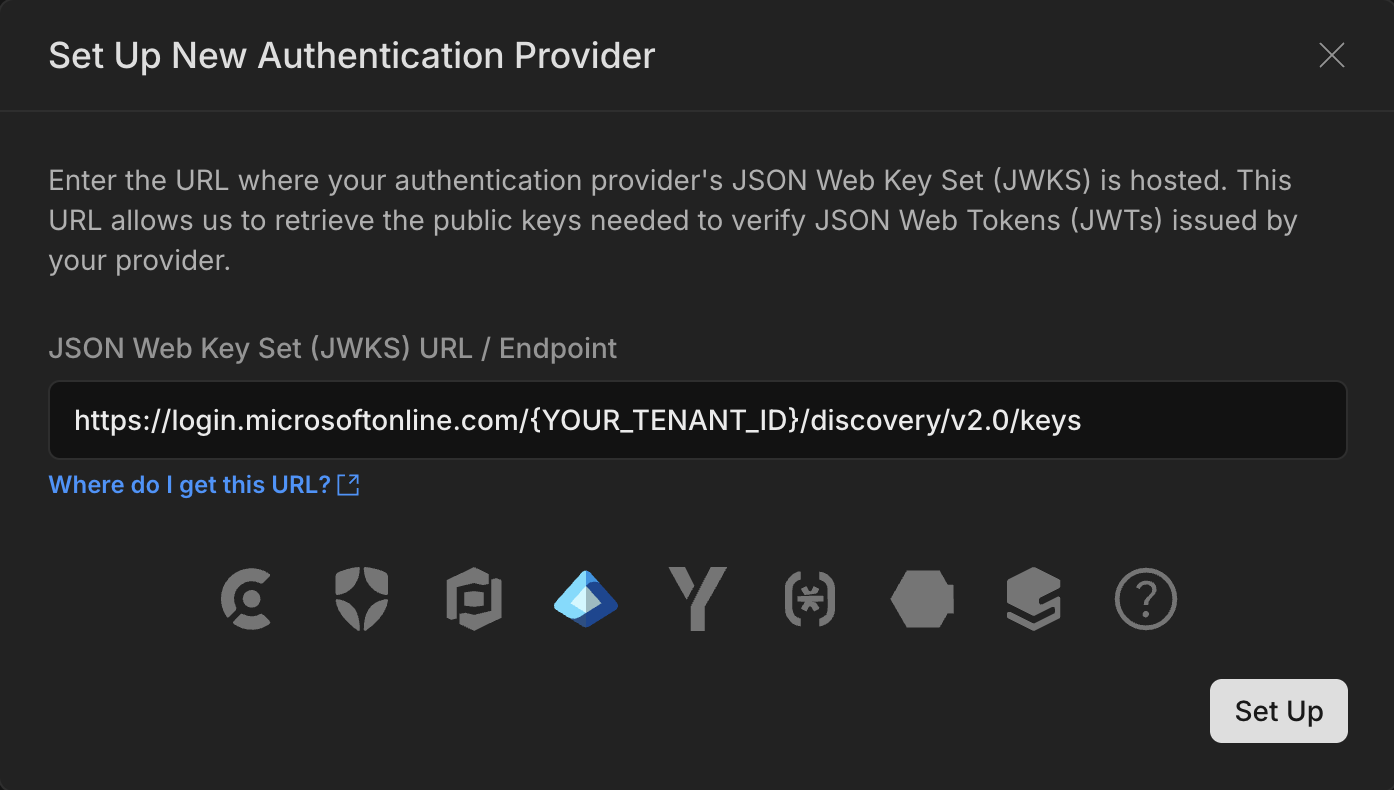 Set Up New Authentication Provider
Enter the URL where your authentication provider's JSON Web Key Set (JWKS) is hosted. This
URL allows us to retrieve the public keys needed to verify JSON Web Tokens (JWTs) issued by
your provider.
JSON Web Key Set (JWKS) URL / Endpoint
https://login.microsoftonline.com/{YOUR_TENANT_ID}/discovery/v2.0/keys
Where do I get this URL?
Set Up